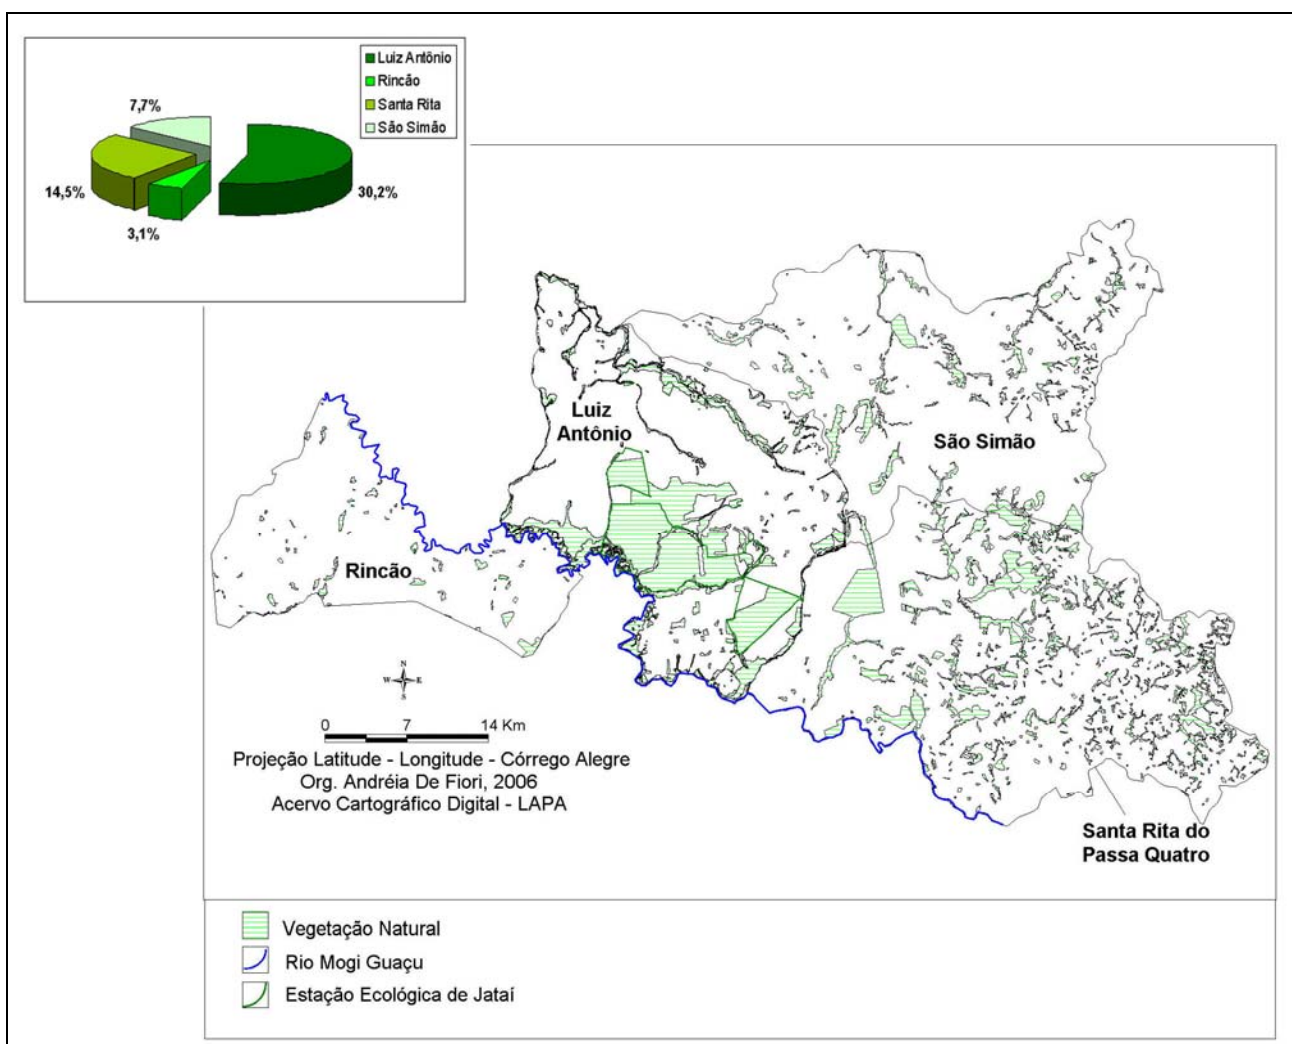 Luiz Antônio
Rincão
Santa Rita
São Simão
7,7%
14,5%
30,2%
3,1%
Luiz
Antônio
São Simão
Rincão
N
W E
S
0 7 14 Km
Projeção Latitude - Longitude - Córrego Alegre
Org. Andréia De Fiori, 2006
Acervo Cartográfico Digital - LAPA
Santa Rita do
Passa Quatro
Vegetação Natural
Rio Mogi Guaçu
Estação Ecológica de Jataí